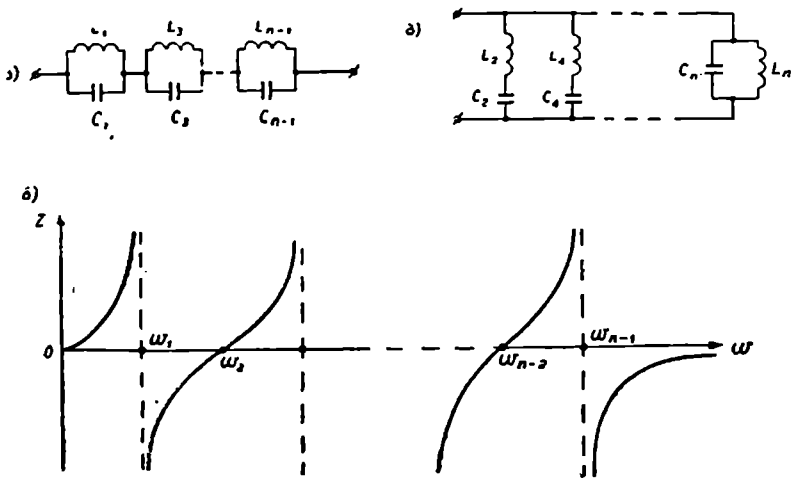 а)
L₁ L₃ Lₙ₋₁
C₁ C₃ Cₙ₋₁
д)
L₂ L₄ Cₙ Lₙ
C₂ C₄
б)
Z
0 ω₁ ω₂ ωₙ₋₂ ωₙ₋₁ ω